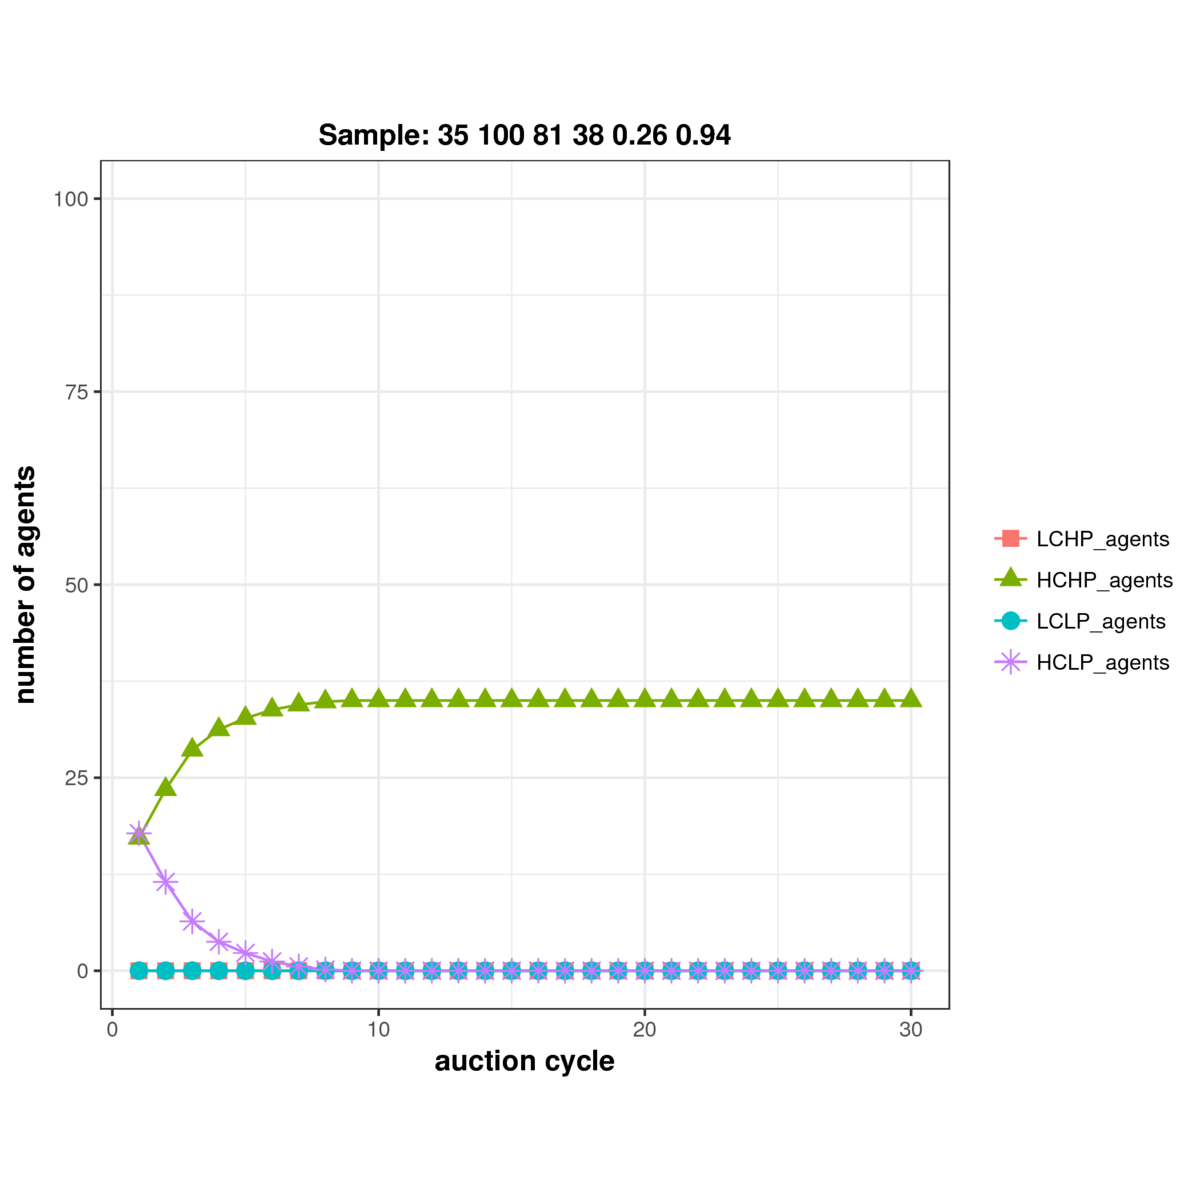 Sample: 35 100 81 38 0.26 0.94
number of agents
100
75
50
25
0
0 10 20 30
auction cycle
LCHP_agents
HCHP_agents
LCLP_agents
HCLP_agents